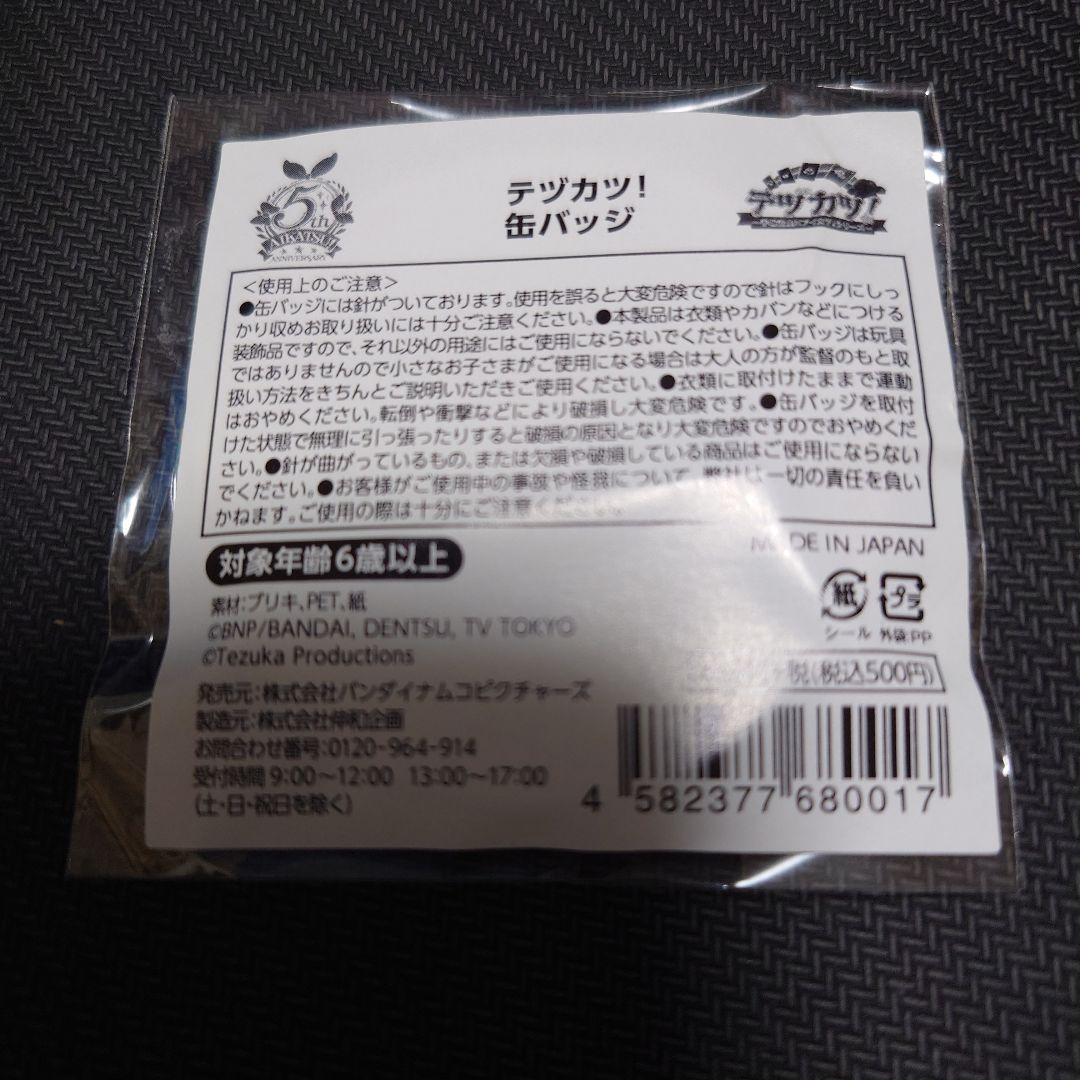 5th
AIKATSU!
ANNIVERSARY
テヅカツ!
缶バッジ
テヅカツ!
<使用上のご注意>
●缶バッジには針がついております。使用を誤ると大変危険ですので針はフックにしっ
かり収めお取り扱いには十分ご注意ください。●本製品は衣類やカバンなどにつける
装飾品ですので、それ以外の用途にはご使用にならないでください。●缶バッジは玩具
ではありませんので小さなお子さまがご使用になる場合は大人の方が監督のもと取
扱い方法をきちんとご説明いただきご使用ください。●衣類に取付けたままで運動
はおやめください。転倒や衝撃などにより破損し大変危険です。●缶バッジを取付
けた状態で無理に引っ張ったりすると破損の原因となり大変危険ですのでおやめくだ
さい。●針が曲がっているもの、または欠損や破損している商品はご使用にならない
でください。●お客様がご使用中の事故や怪我について、弊社は一切の責任を負い
かねます。ご使用の際は十分にご注意ください。
対象年齢6歳以上
MADE IN JAPAN
素材:ブリキ、PET、紙
©BNP/BANDAI, DENTSU, TV TOKYO
©Tezuka Productions
紙
プラ
シール 外袋:PP
税(税込500円)
発売元:株式会社バンダイナムコピクチャーズ
製造元:株式会社伸和企画
お問合わせ番号:0120-964-914
受付時間 9:00~12:00 13:00~17:00
(土・日・祝日を除く)
4 582377 680017